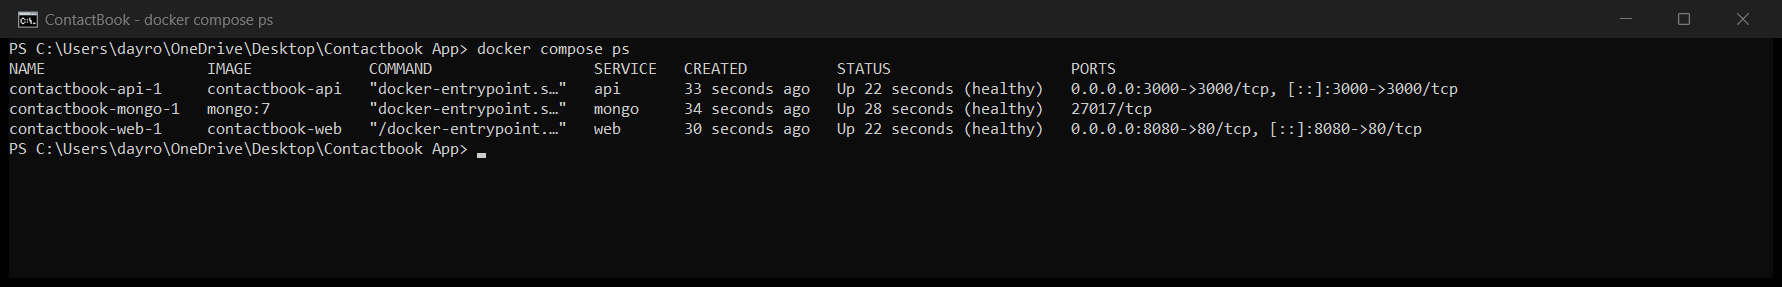 ContactBook - docker compose ps
PS C:\Users\dayro\OneDrive\Desktop\Contactbook App> docker compose ps
NAME IMAGE COMMAND SERVICE CREATED STATUS PORTS
contactbook-api-1 contactbook-api "docker-entrypoint.s…" api 33 seconds ago Up 22 seconds (healthy) 0.0.0.0:3000->3000/tcp, [::]:3000->3000/tcp
contactbook-mongo-1 mongo:7 "docker-entrypoint.s…" mongo 34 seconds ago Up 28 seconds (healthy) 27017/tcp
contactbook-web-1 contactbook-web "/docker-entrypoint.…" web 30 seconds ago Up 22 seconds (healthy) 0.0.0.0:8080->80/tcp, [::]:8080->80/tcp
PS C:\Users\dayro\OneDrive\Desktop\Contactbook App>